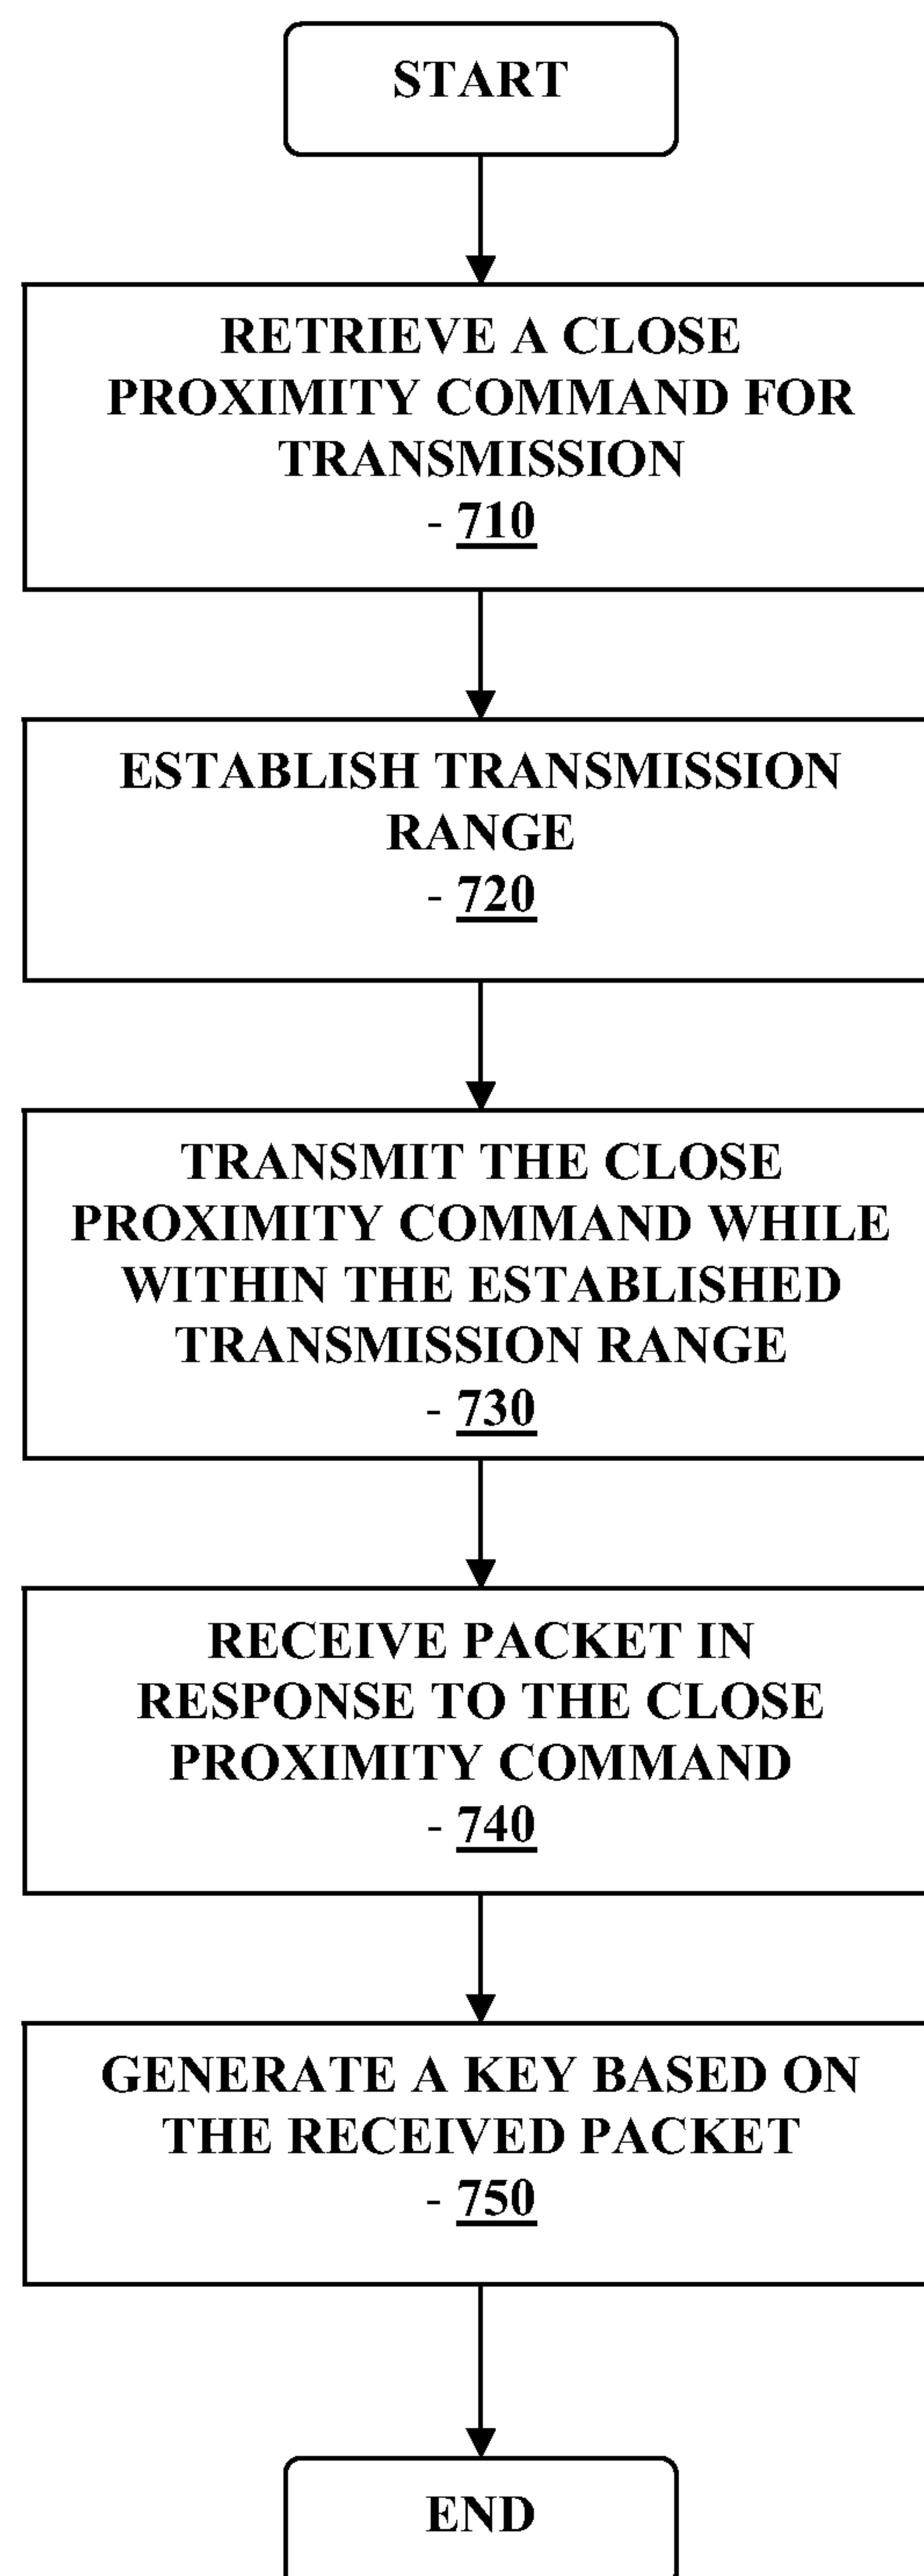 START
RETRIEVE A CLOSE
PROXIMITY COMMAND FOR
TRANSMISSION
- 710
ESTABLISH TRANSMISSION
RANGE
- 720
TRANSMIT THE CLOSE
PROXIMITY COMMAND WHILE
WITHIN THE ESTABLISHED
TRANSMISSION RANGE
- 730
RECEIVE PACKET IN
RESPONSE TO THE CLOSE
PROXIMITY COMMAND
- 740
GENERATE A KEY BASED ON
THE RECEIVED PACKET
- 750
END